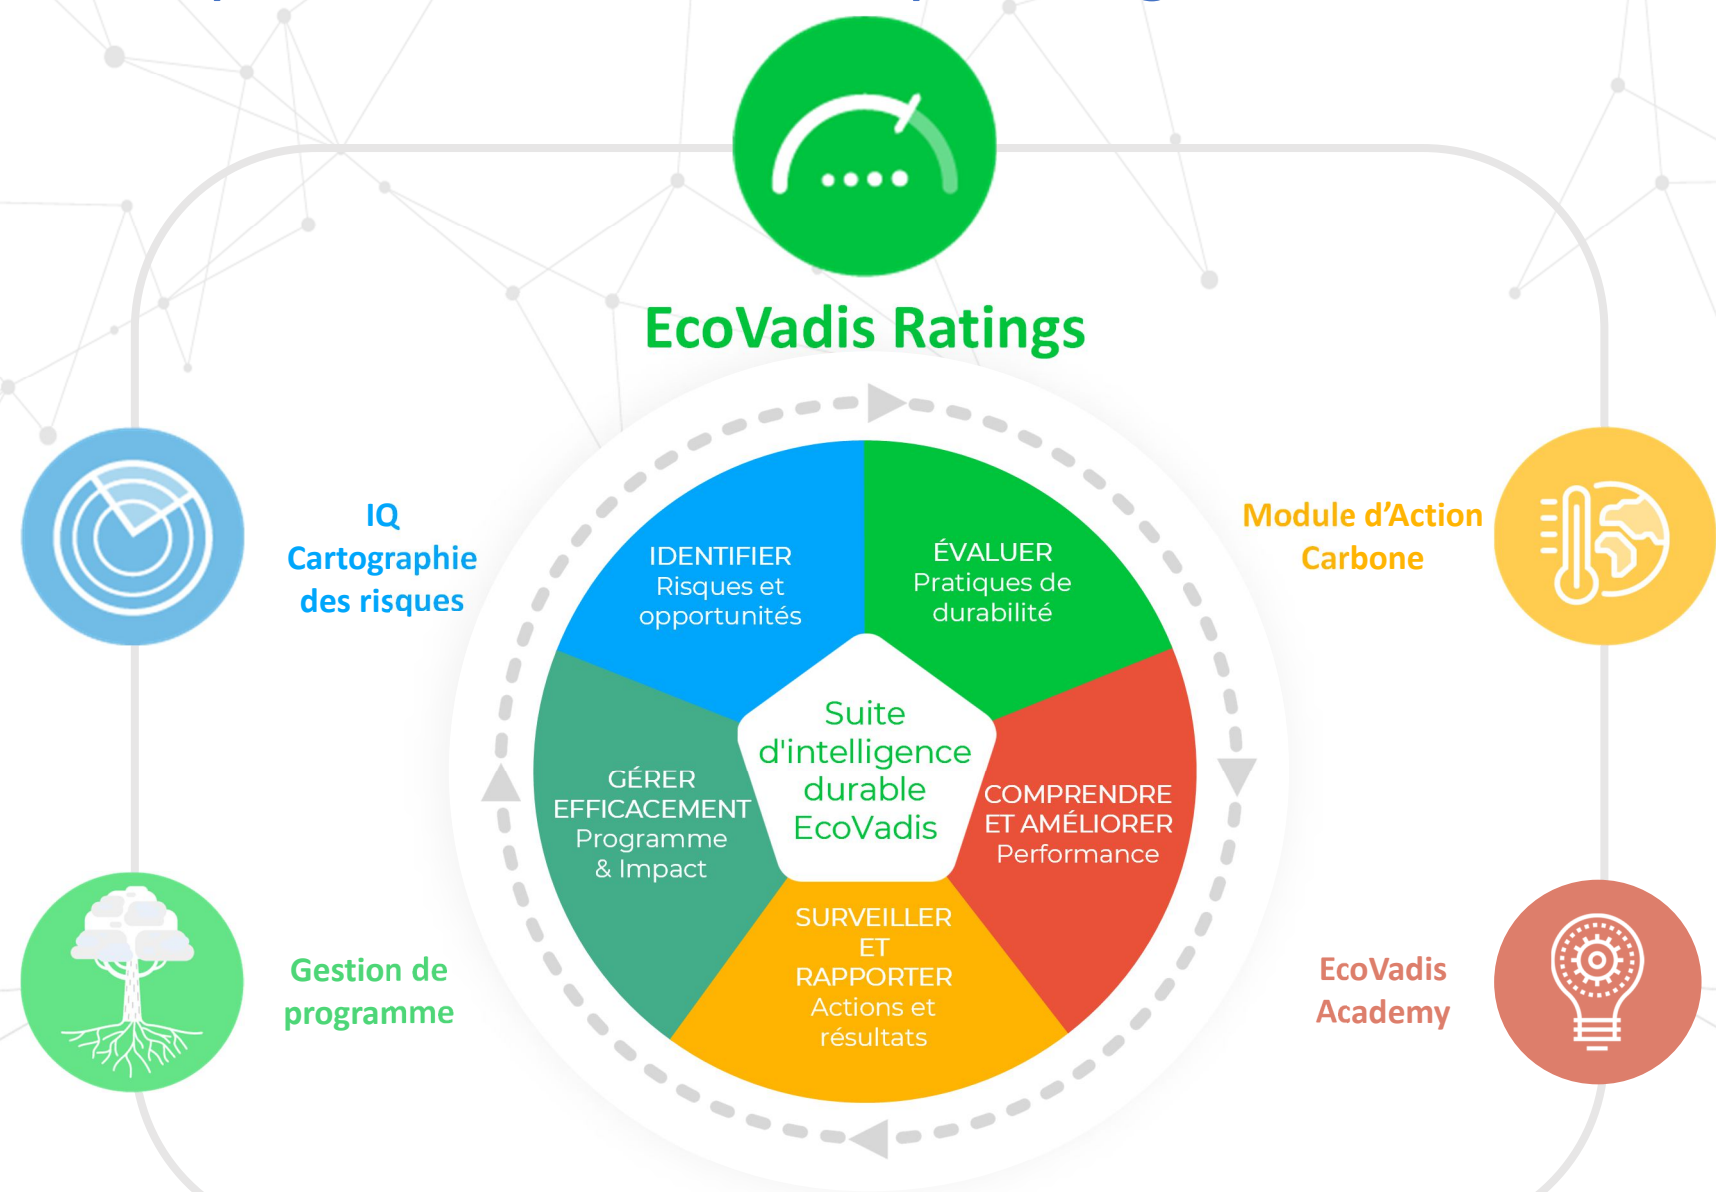 EcoVadis Ratings
IQ
Cartographie
des risques
Module d’Action
Carbone
IDENTIFIER
Risques et
opportunités
ÉVALUER
Pratiques de
durabilité
Suite
d'intelligence
durable
EcoVadis
GÉRER
EFFICACEMENT
Programme
& Impact
COMPRENDRE
ET AMÉLIORER
Performance
SURVEILLER
ET
RAPPORTER
Actions et
résultats
Gestion de
programme
EcoVadis
Academy